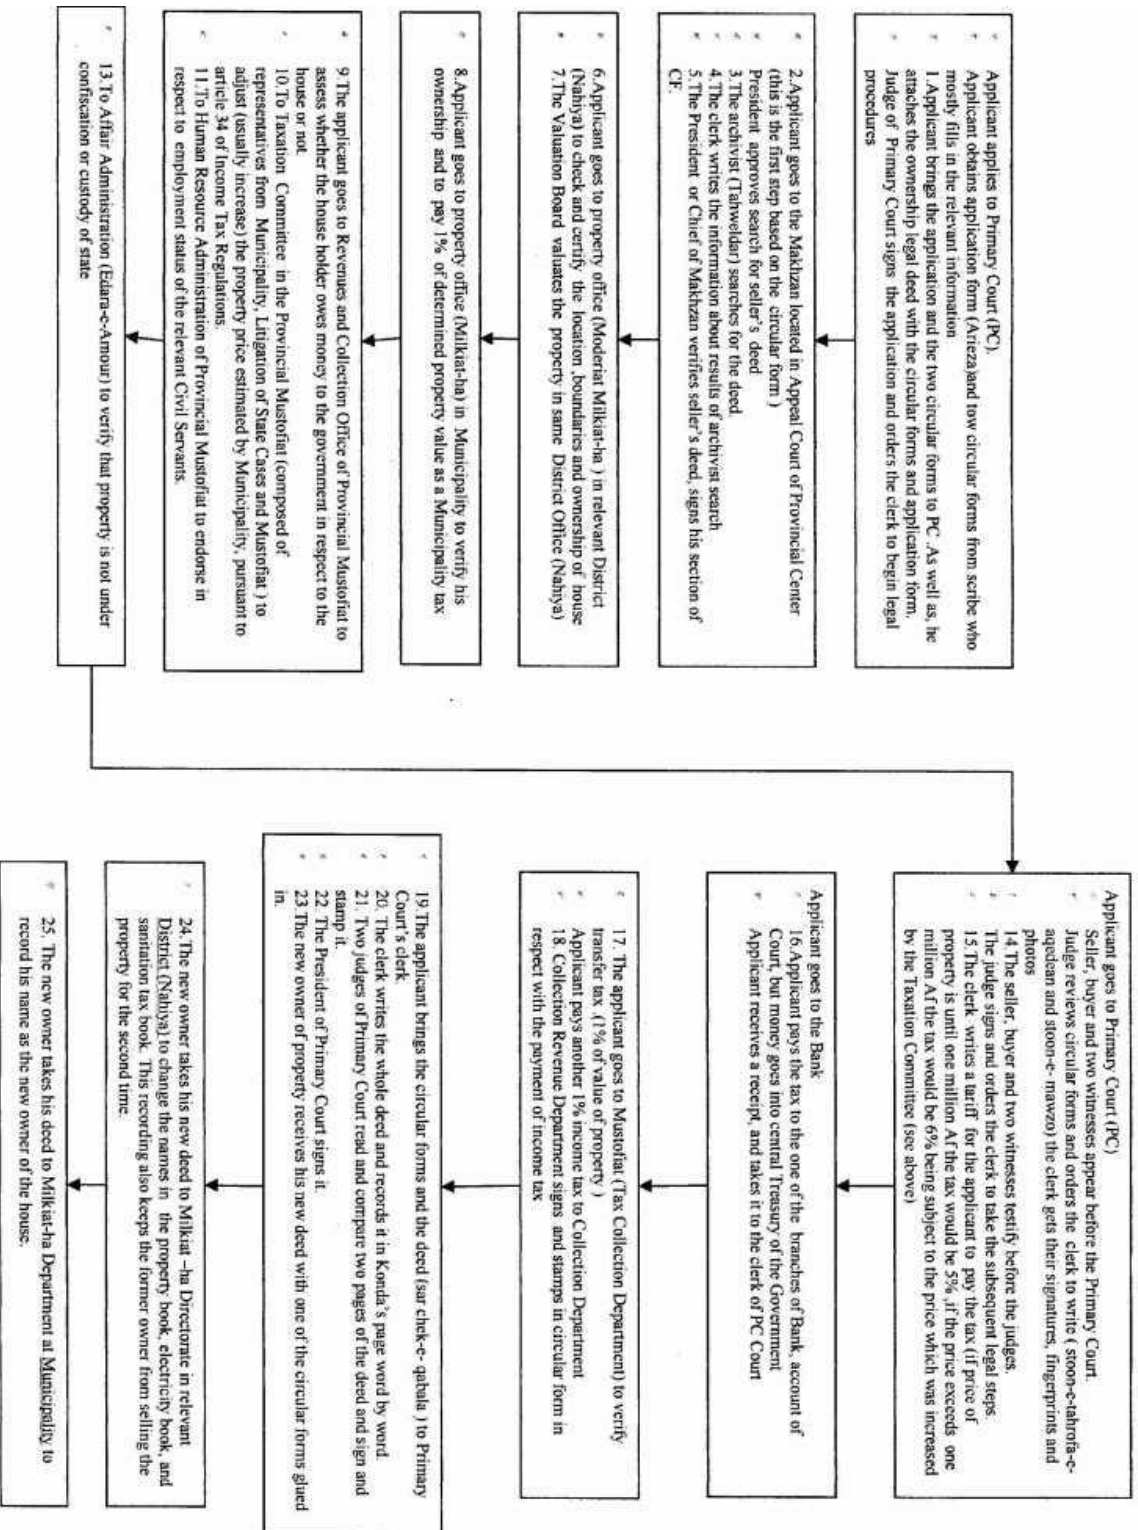 Applicant applies to Primary Court (PC).
Applicant obtains application form (Arieza)and tow circular forms from scribe who
mostly fills in the relevant information
1.Applicant brings the application and the two circular forms to PC .As well as, he
attaches the ownership legal deed with the circular forms and application form.
Judge of Primary Court signs the application and orders the clerk to begin legal
procedures
2.Applicant goes to the Makhzan located in Appeal Court of Provincial Center
(this is the first step based on the circular form )
President approves search for seller's deed
3.The archivist (Tahweldar) searches for the deed.
4.The clerk writes the information about results of archivist search
5.The President or Chief of Makhzan verifies seller's deed, signs his section of
CF.
6.Applicant goes to property office (Moderiat Milkiat-ha ) in relevant District
(Nahiya) to check and certify the location ,boundaries and ownership of house
7.The Valuation Board valuates the property in same District Office (Nahiya)
8.Applicant goes to property office (Milkiat-ha) in Municipality to verify his
ownership and to pay 1% of determined property value as a Municipality tax
9.The applicant goes to Revenues and Collection Office of Provincial Mustofiat to
assess whether the house holder owes money to the government in respect to the
house or not.
10.To Taxation Committee in the Provincial Mustofiat (composed of
representatives from Municipality, Litigation of State Cases and Mustofiat ) to
adjust (usually increase) the property price estimated by Municipality, pursuant to
article 34 of Income Tax Regulations.
11.To Human Resource Administration of Provincial Mustofiat to endorse in
respect to employment status of the relevant Civil Servants.
13.To Affair Administration (Edara-e-Amour) to verify that property is not under
confiscation or custody of state
Applicant goes to Primary Court (PC)
Seller, buyer and two witnesses appear before the Primary Court.
Judge reviews circular forms and orders the clerk to write ( stoon-e-tahrofa-e-
aqedean and stoon-e- mawzo) the clerk gets their signatures, fingerprints and
photos
14.The seller, buyer and two witnesses testify before the judges.
The judge signs and orders the clerk to take the subsequent legal steps.
15.The clerk writes a tariff for the applicant to pay the tax (if price of
property is until one million Af the tax would be 5% ,if the price exceeds one
million Af the tax would be 6% being subject to the price which was increased
by the Taxation Committee (see above)
Applicant goes to the Bank
16.Applicant pays the tax to the one of the branches of Bank, account of
Court, but money goes into central Treasury of the Government
Applicant receives a receipt, and takes it to the clerk of PC Court
17. The applicant goes to Mustofiat (Tax Collection Department) to verify
transfer tax .(1% of value of property )
Applicant pays another 1% income tax to Collection Department
18. Collection Revenue Department signs and stamps in circular form in
respect with the payment of income tax
19.The applicant brings the circular forms and the deed (sar chek-e- qabala ) to Primary
Court's clerk.
20. The clerk writes the whole deed and records it in Konda's page word by word.
21. Two judges of Primary Court read and compare two pages of the deed and sign and
stamp it.
22. The President of Primary Court signs it.
23.The new owner of property receives his new deed with one of the circular forms glued
in.
24.The new owner takes his new deed to Milkiat –ha Directorate in relevant
District (Nahiya) to change the names in the property book, electricity book, and
sanitation tax book. This recording also keeps the former owner from selling the
property for the second time.
25. The new owner takes his deed to Milkiat-ha Department at Municipality to
record his name as the new owner of the house.